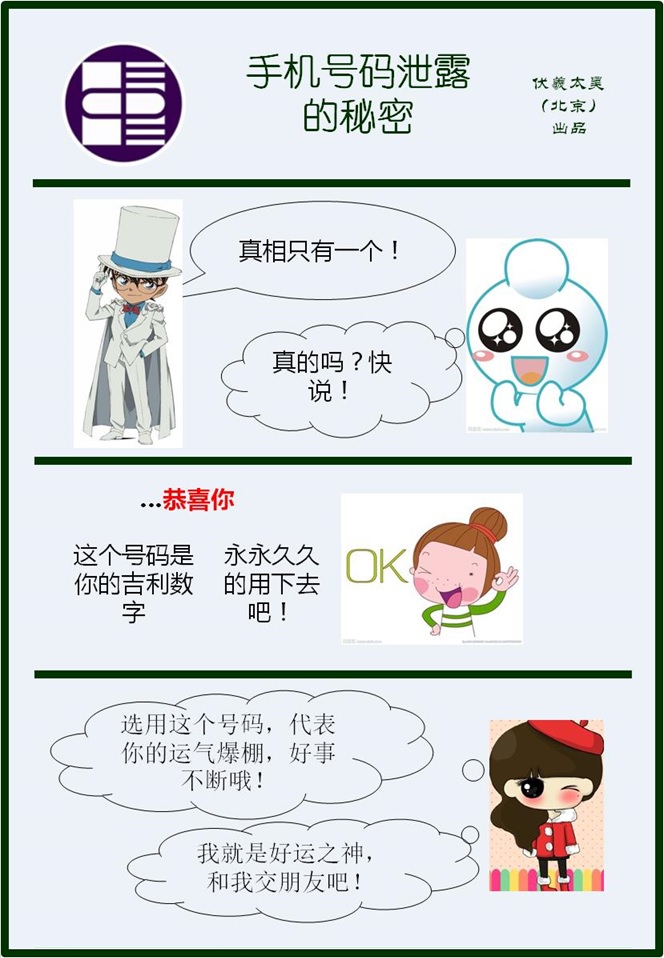 手机号码泄露
的秘密
伏羲太昊
（北京）
出品
真相只有一个！
真的吗？快
说！
...恭喜你
这个号码是
你的吉利数
字
永永久久
的用下去
吧！
OK
选用这个号码，代表
你的运气爆棚，好事
不断哦！
我就是好运之神，
和我交朋友吧！